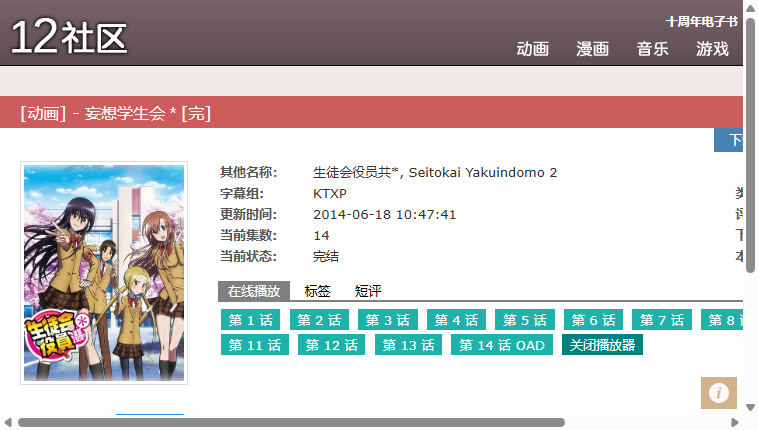 十周年电子书
12社区
动画 漫画 音乐 游戏
[动画] - 妄想学生会 * [完]
其他名称: 生徒会役员共*, Seitokai Yakuindomo 2
字幕组: KTXP
更新时间: 2014-06-18 10:47:41
当前集数: 14
当前状态: 完结
在线播放 标签 短评
第 1 话 第 2 话 第 3 话 第 4 话 第 5 话 第 6 话 第 7 话 第 8
第 11 话 第 12 话 第 13 话 第 14 话 OAD 关闭播放器
生徒会
役員共
i